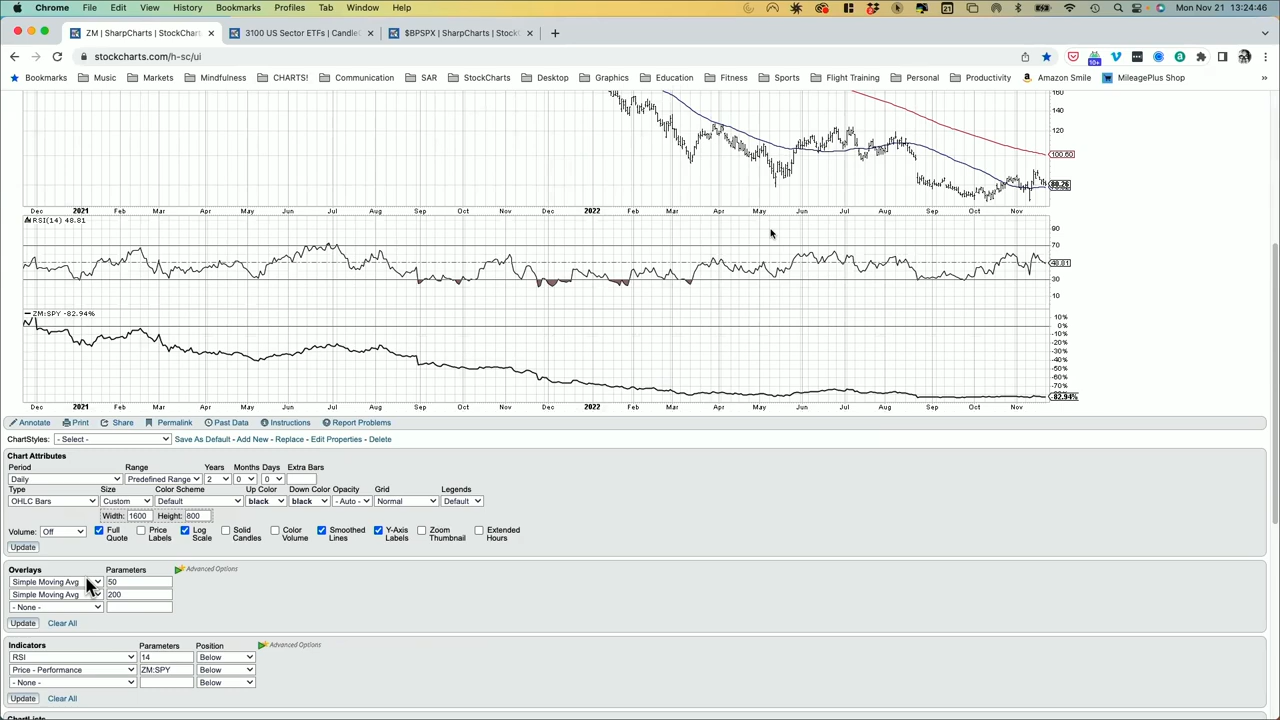 Chrome File Edit View History Bookmarks Profiles Tab Window Help Mon Nov 21 13:24:46
ZM | SharpCharts | StockChar 3100 US Sector ETFs | CandleG $BPSPX | SharpCharts | StockC
stockcharts.com/h-sc/ui
Bookmarks Music Markets Mindfulness CHARTS! Communication SAR StockCharts Desktop Graphics Education Fitness Sports Flight Training Personal Productivity Amazon Smile MileagePlus Shop »
160
140
120
100.60
Dec 2021 Feb Mar Apr May Jun Jul Aug Sep Oct Nov Dec 2022 Feb Mar Apr May Jun Jul Aug Sep Oct Nov
RSI(14) 48.81
90
70
30
10
ZM:SPY -82.94%
10%
0%
-10%
-20%
-30%
-40%
-50%
-60%
-70%
-82.94%
Dec 2021 Feb Mar Apr May Jun Jul Aug Sep Oct Nov Dec 2022 Feb Mar Apr May Jun Jul Aug Sep Oct Nov
Annotate Print Share Permalink Past Data Instructions Report Problems
ChartStyles: - Select - Save As Default - Add New - Replace - Edit Properties - Delete
Chart Attributes
Period Range Years Months Days Extra Bars
Daily Predefined Range 2 0 0
Type Size Color Scheme Up Color Down Color Opacity Grid Legends
OHLC Bars Custom Default black black - Auto - Normal Default
Width: 1600 Height: 800
Volume: Off Full Quote Price Labels Log Scale Solid Candles Color Volume Smoothed Lines Y-Axis Labels Zoom Thumbnail Extended Hours
Update
Overlays Parameters Advanced Options
Simple Moving Avg 50
Simple Moving Avg 200
- None -
Update Clear All
Indicators Parameters Position Advanced Options
RSI 14 Below
Price - Performance ZM:SPY Below
- None - Below
Update Clear All
ChartLists